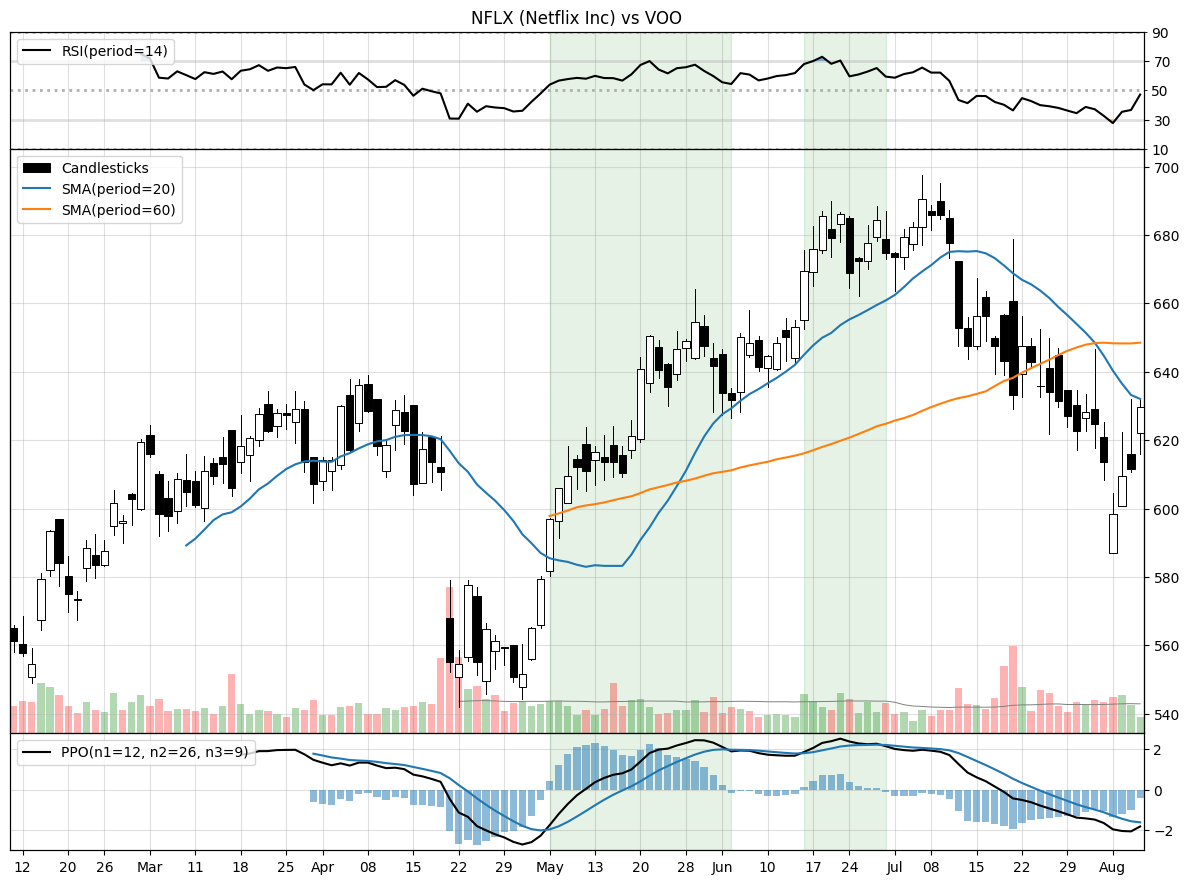 NFLX (Netflix Inc) vs VOO
RSI(period=14)
90
70
50
30
10
Candlesticks
SMA(period=20)
SMA(period=60)
700
680
660
640
620
600
580
560
540
PPO(n1=12, n2=26, n3=9)
2
0
−2
12 20 26 Mar 11 18 25 Apr 08 15 22 29 May 13 20 28 Jun 10 17 24 Jul 08 15 22 29 Aug